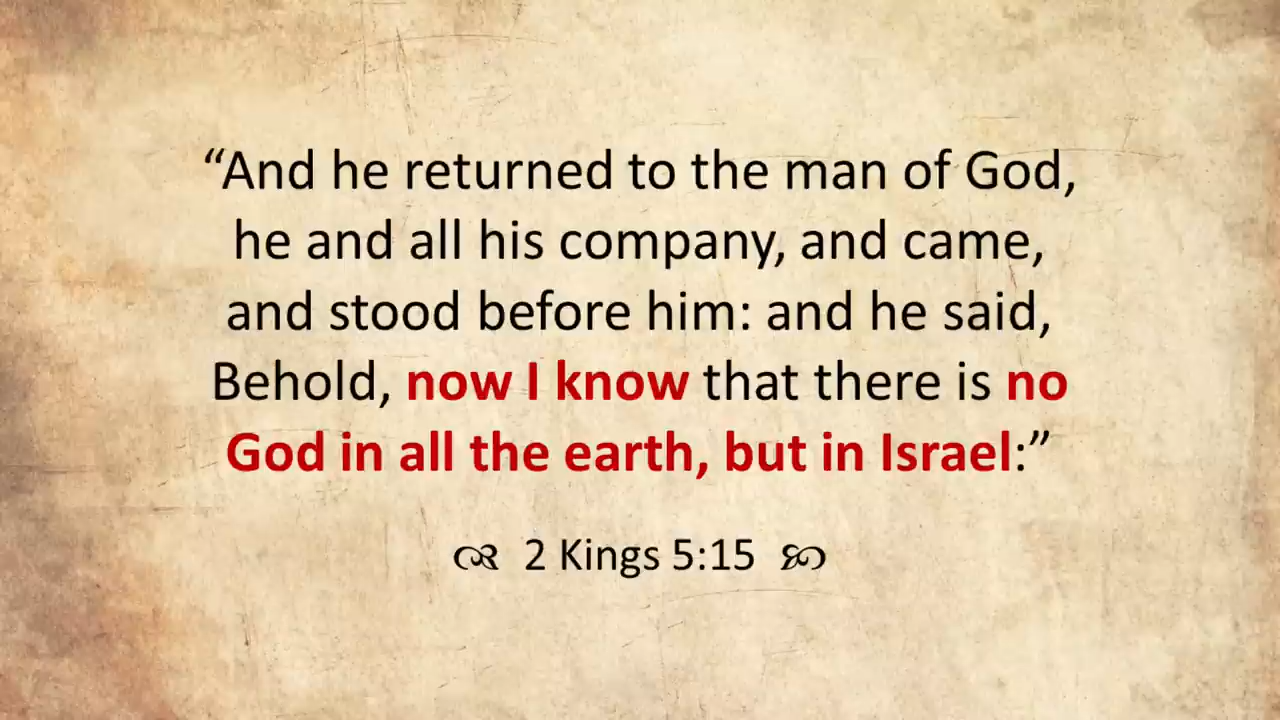 “And he returned to the man of God,
he and all his company, and came,
and stood before him: and he said,
Behold, now I know that there is no
God in all the earth, but in Israel:”
2 Kings 5:15